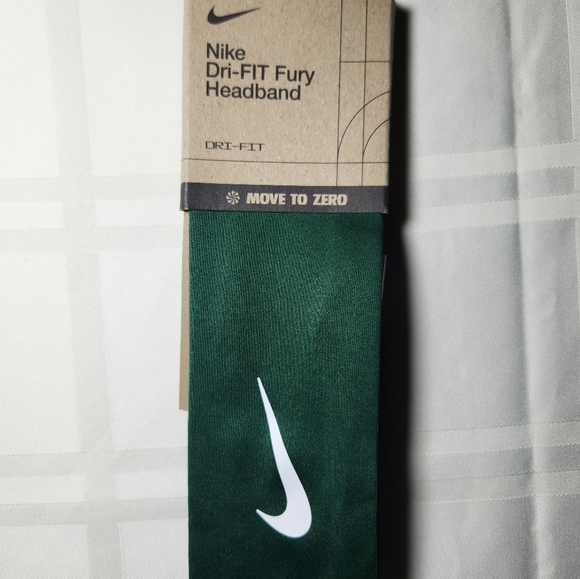 Nike
Dri-FIT Fury
Headband
DRI-FIT
MOVE TO ZERO